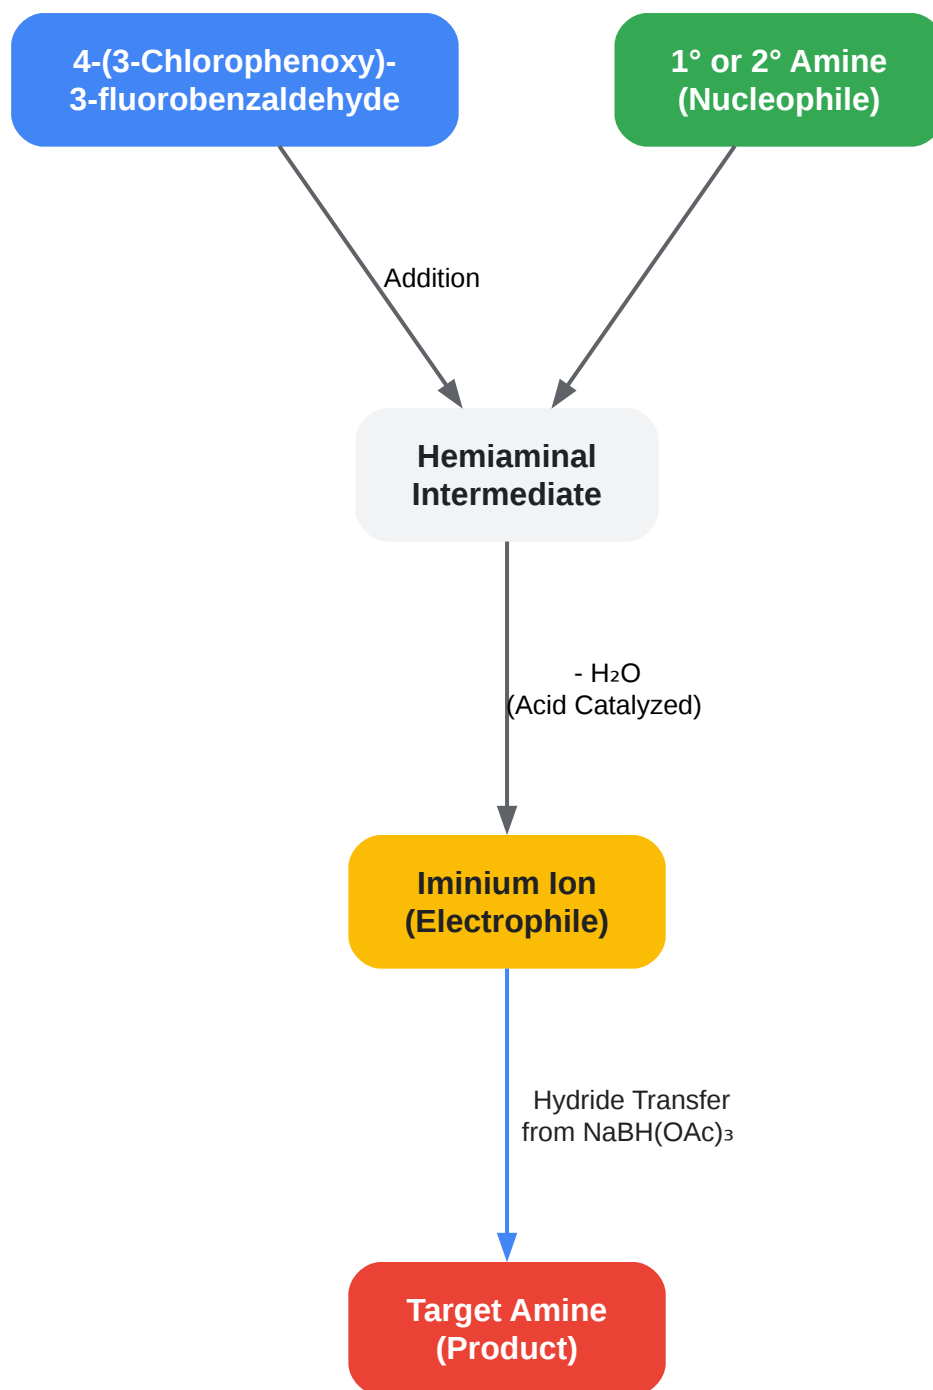 4-(3-Chlorophenoxy)-
3-fluorobenzaldehyde
1° or 2° Amine
(Nucleophile)
Addition
Hemiaminal
Intermediate
- H₂O
(Acid Catalyzed)
Iminium Ion
(Electrophile)
Hydride Transfer
from NaBH(OAc)₃
Target Amine
(Product)